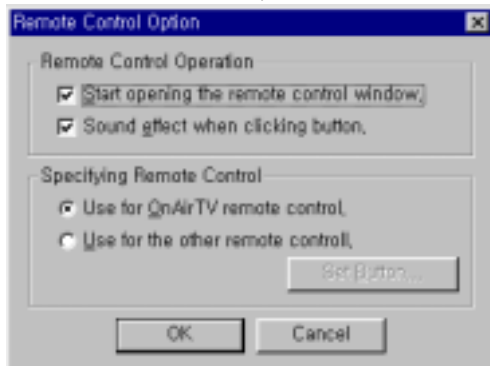 Remote Control Option
Remote Control Operation
Start opening the remote control window,
Sound effect when clicking button,
Specifying Remote Control
Use for OnAirTV remote control,
Use for the other remote controll,
Set Button...
OK
Cancel